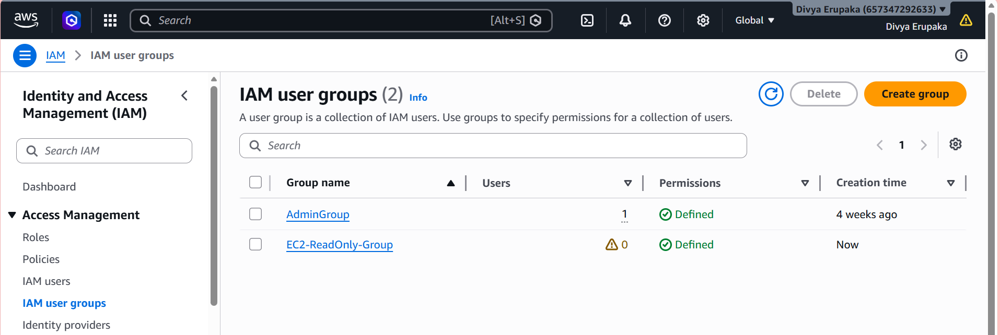 aws
Search [Alt+S]
Global
Divya Erupaka (657347292633)
Divya Erupaka
IAM IAM user groups
Identity and Access
Management (IAM)
Search IAM
Dashboard
Access Management
Roles
Policies
IAM users
IAM user groups
Identity providers
IAM user groups (2) Info
Delete
Create group
A user group is a collection of IAM users. Use groups to specify permissions for a collection of users.
Search
1
Group name Users Permissions Creation time
AdminGroup 1 Defined 4 weeks ago
EC2-ReadOnly-Group 0 Defined Now